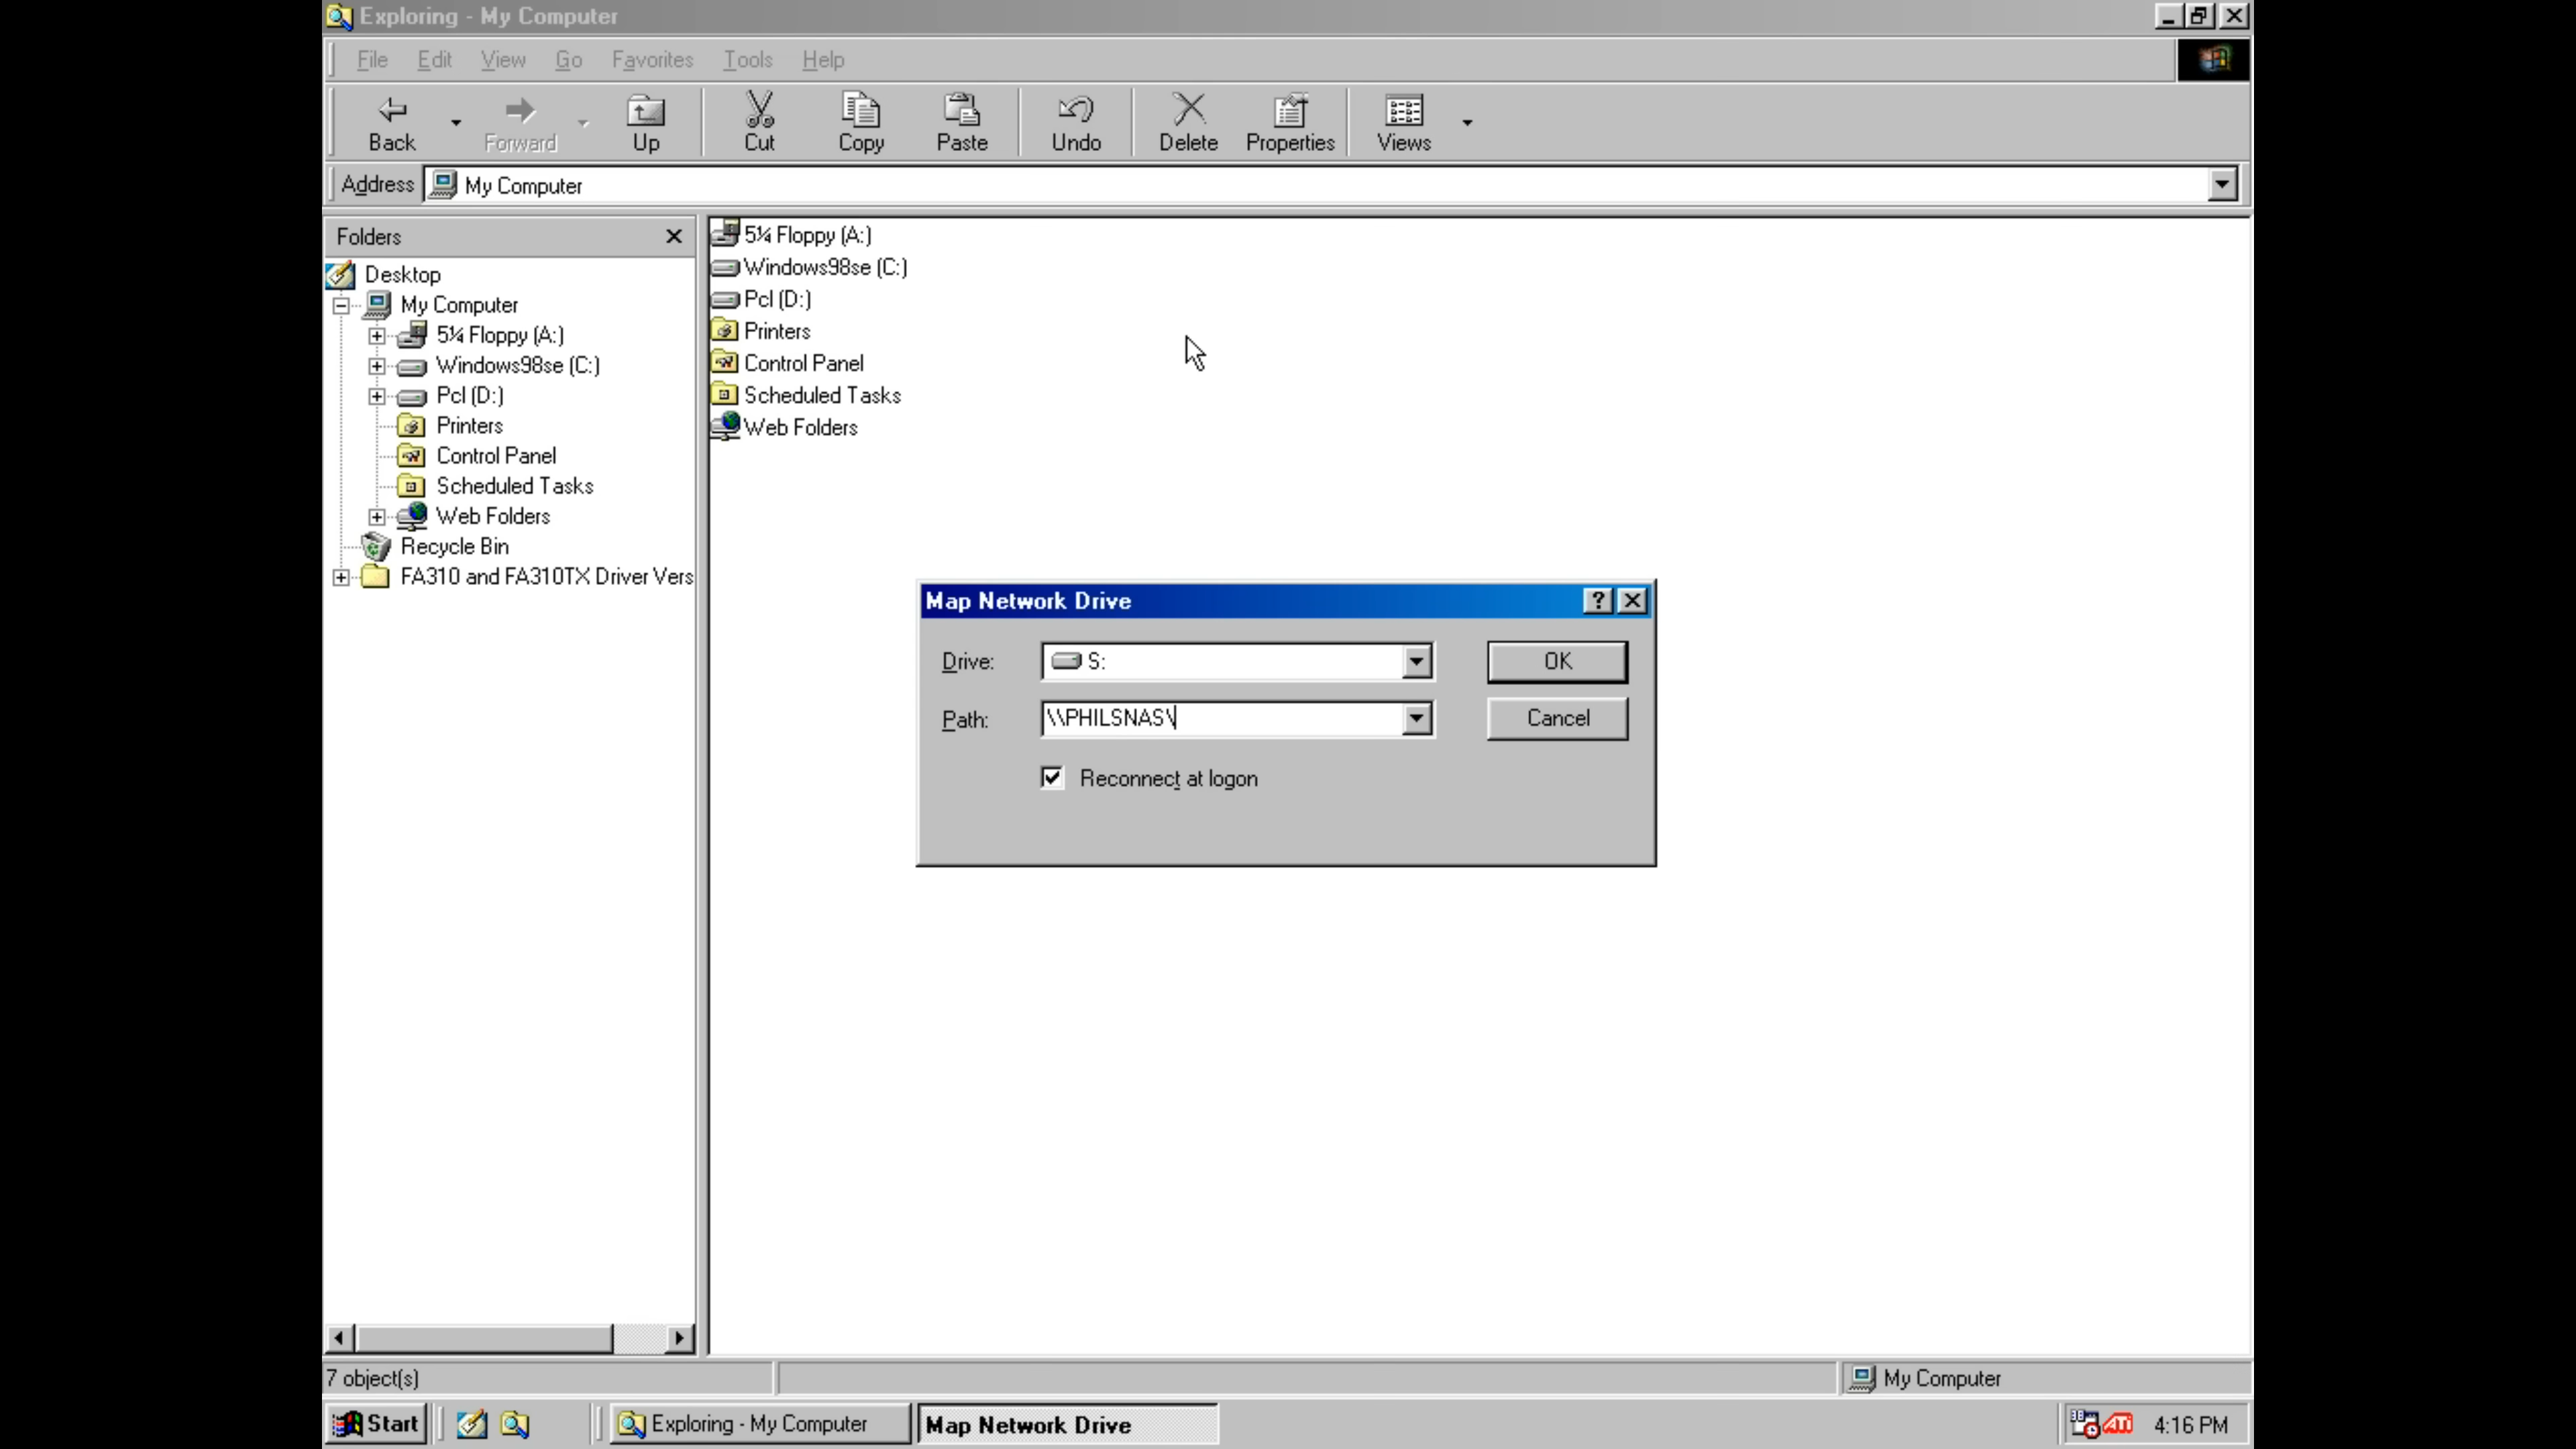 Exploring - My Computer
File Edit View Go Favorites Tools Help
Back Forward Up Cut Copy Paste Undo Delete Properties Views
Address My Computer
Folders
Desktop
My Computer
5¼ Floppy (A:)
Windows98se (C:)
Pcl (D:)
Printers
Control Panel
Scheduled Tasks
Web Folders
Recycle Bin
FA310 and FA310TX Driver Vers
5¼ Floppy (A:)
Windows98se (C:)
Pcl (D:)
Printers
Control Panel
Scheduled Tasks
Web Folders
Map Network Drive
Drive: S: OK
Path: \\PHILSNAS\ Cancel
Reconnect at logon
7 object(s) My Computer
Start Exploring - My Computer Map Network Drive ATI 4:16 PM